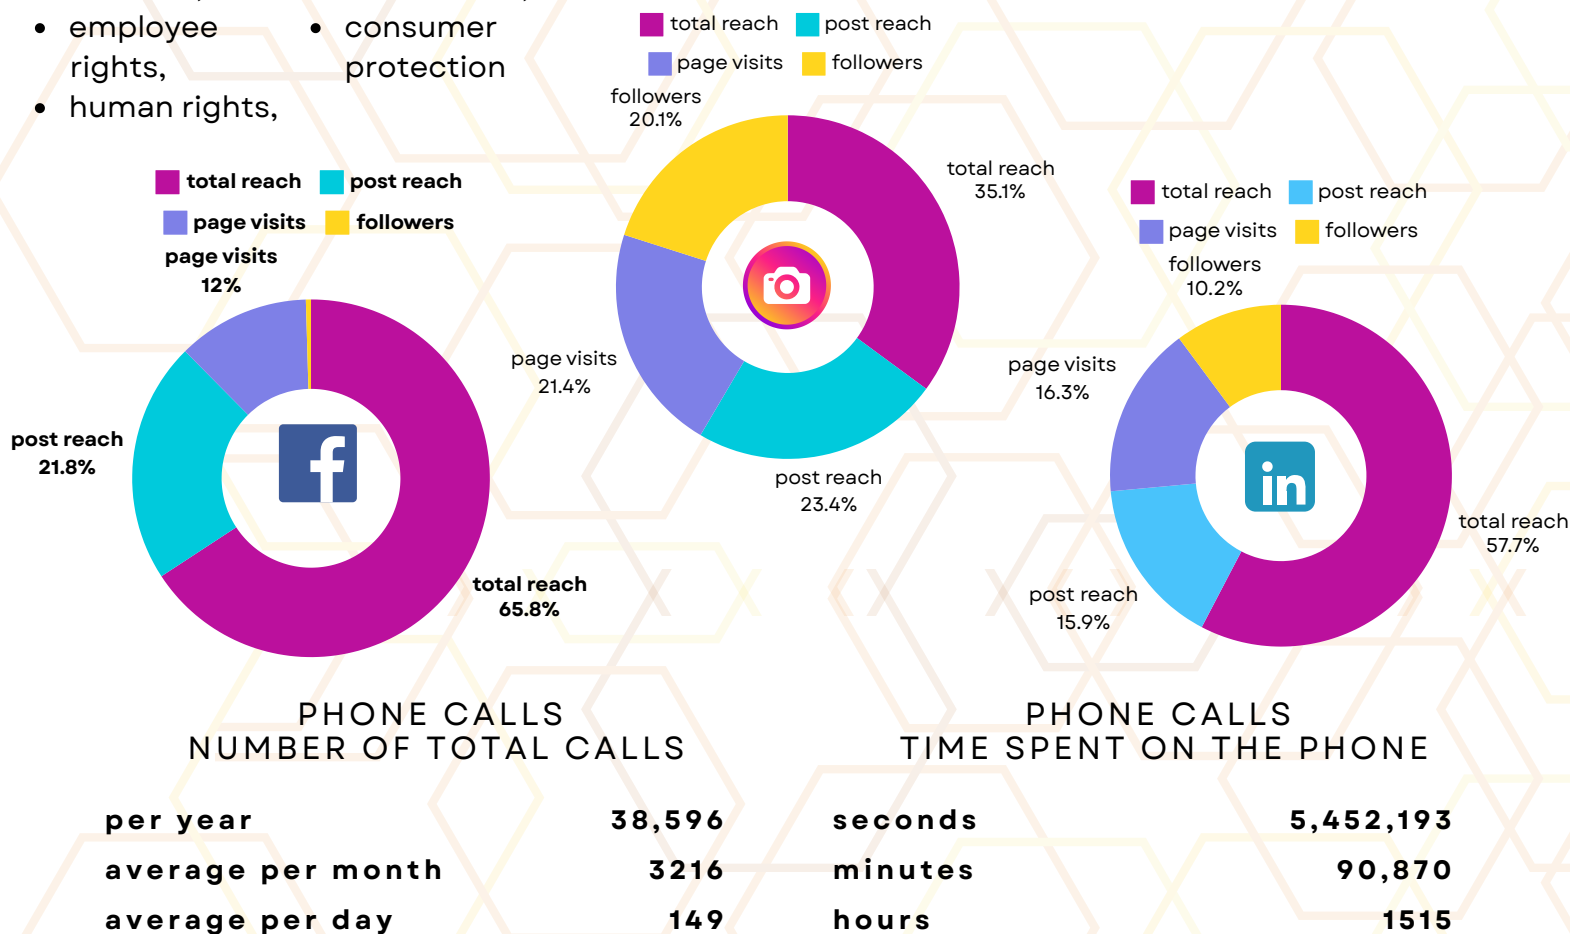 employee
rights,
human rights,
consumer
protection
total reach
post reach
page visits
followers
page visits
12%
post reach
21.8%
total reach
65.8%
total reach
post reach
page visits
followers
followers
20.1%
total reach
35.1%
page visits
21.4%
post reach
23.4%
total reach
post reach
page visits
followers
followers
10.2%
page visits
16.3%
in
total reach
57.7%
post reach
15.9%
PHONE CALLS
NUMBER OF TOTAL CALLS
per year 38,596
average per month 3216
average per day 149
PHONE CALLS
TIME SPENT ON THE PHONE
seconds 5,452,193
minutes 90,870
hours 1515